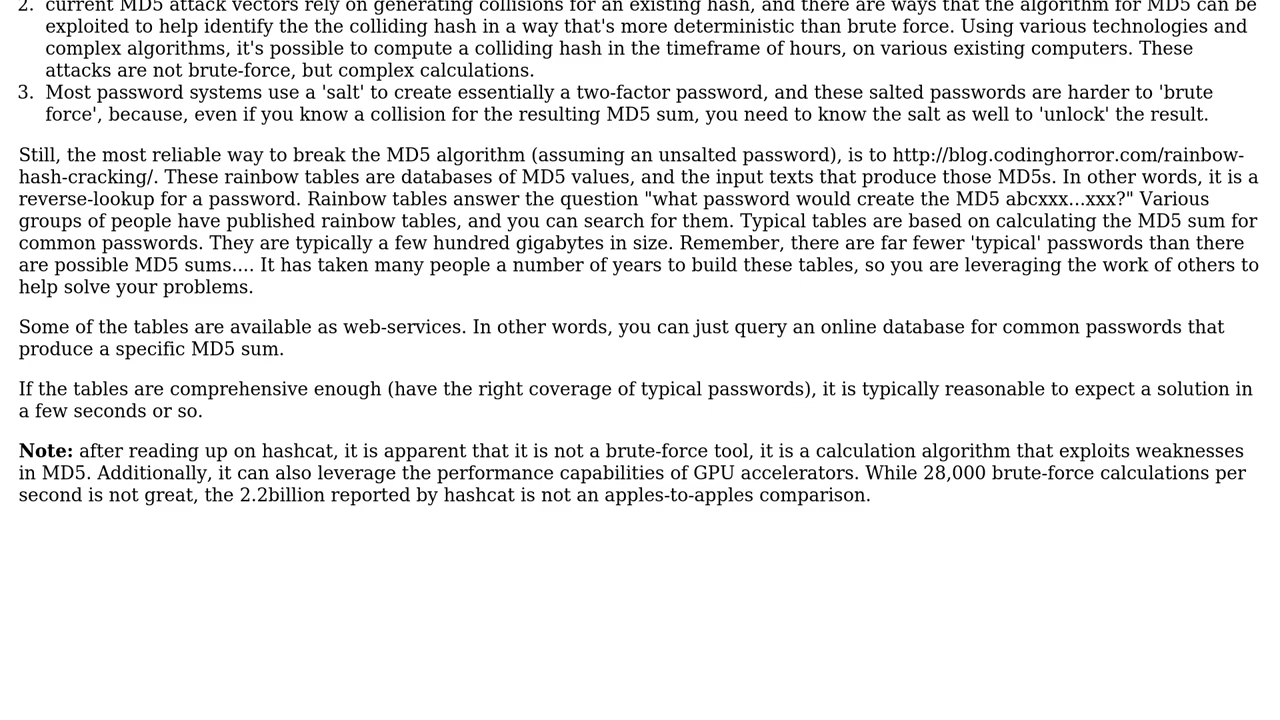 2. current MD5 attack vectors rely on generating collisions for an existing hash, and there are ways that the algorithm for MD5 can be
exploited to help identify the the colliding hash in a way that's more deterministic than brute force. Using various technologies and
complex algorithms, it's possible to compute a colliding hash in the timeframe of hours, on various existing computers. These
attacks are not brute-force, but complex calculations.
3. Most password systems use a 'salt' to create essentially a two-factor password, and these salted passwords are harder to 'brute
force', because, even if you know a collision for the resulting MD5 sum, you need to know the salt as well to 'unlock' the result.
Still, the most reliable way to break the MD5 algorithm (assuming an unsalted password), is to http://blog.codinghorror.com/rainbow-
hash-cracking/. These rainbow tables are databases of MD5 values, and the input texts that produce those MD5s. In other words, it is a
reverse-lookup for a password. Rainbow tables answer the question "what password would create the MD5 abcxxx...xxx?" Various
groups of people have published rainbow tables, and you can search for them. Typical tables are based on calculating the MD5 sum for
common passwords. They are typically a few hundred gigabytes in size. Remember, there are far fewer 'typical' passwords than there
are possible MD5 sums.... It has taken many people a number of years to build these tables, so you are leveraging the work of others to
help solve your problems.
Some of the tables are available as web-services. In other words, you can just query an online database for common passwords that
produce a specific MD5 sum.
If the tables are comprehensive enough (have the right coverage of typical passwords), it is typically reasonable to expect a solution in
a few seconds or so.
Note: after reading up on hashcat, it is apparent that it is not a brute-force tool, it is a calculation algorithm that exploits weaknesses
in MD5. Additionally, it can also leverage the performance capabilities of GPU accelerators. While 28,000 brute-force calculations per
second is not great, the 2.2billion reported by hashcat is not an apples-to-apples comparison.